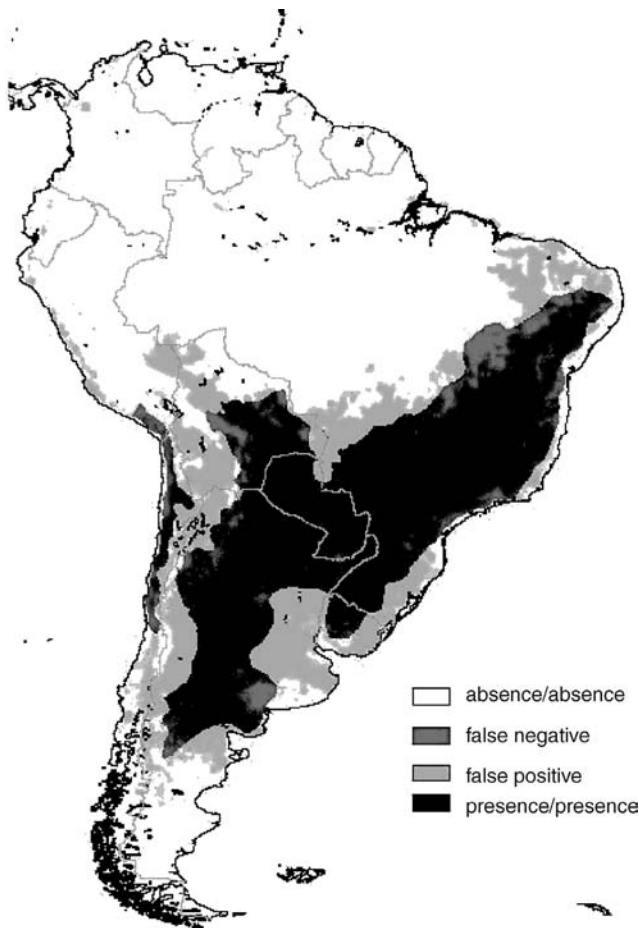 absence/absence
false negative
false positive
presence/presence